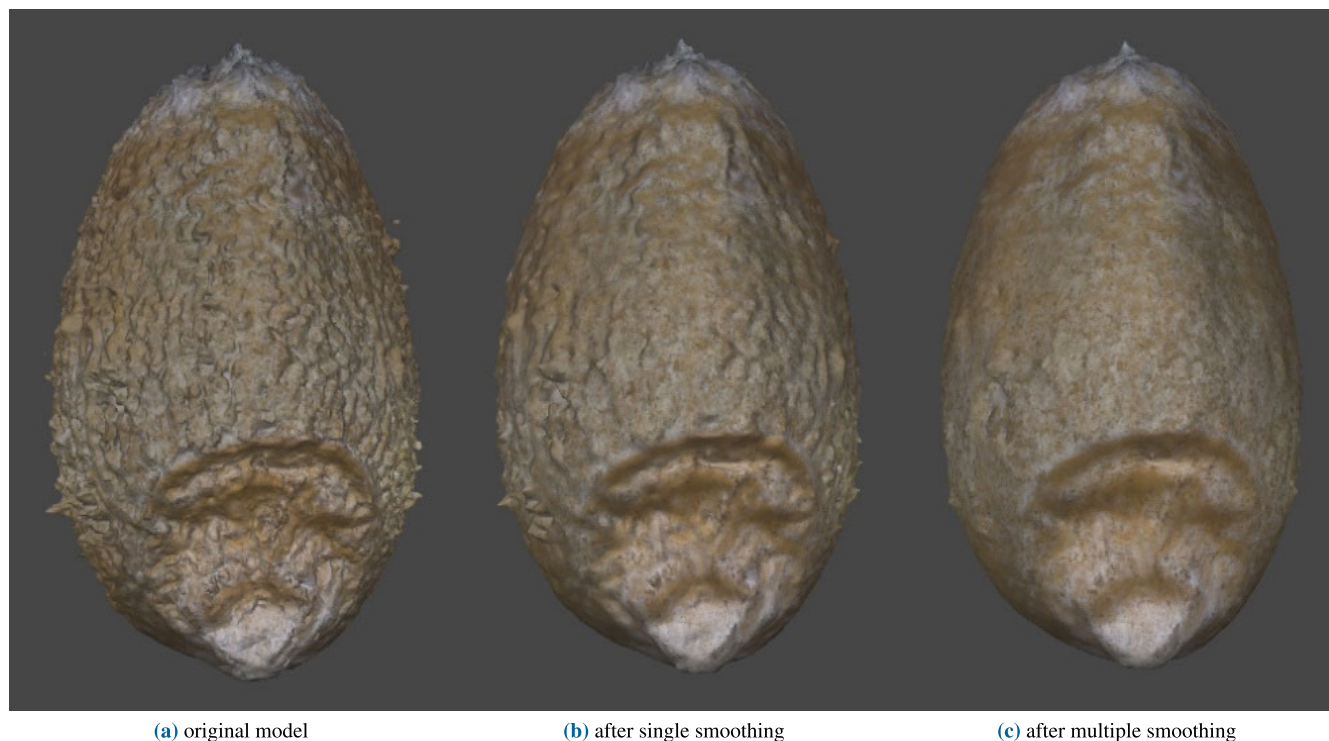 (a) original model
(b) after single smoothing
(c) after multiple smoothing